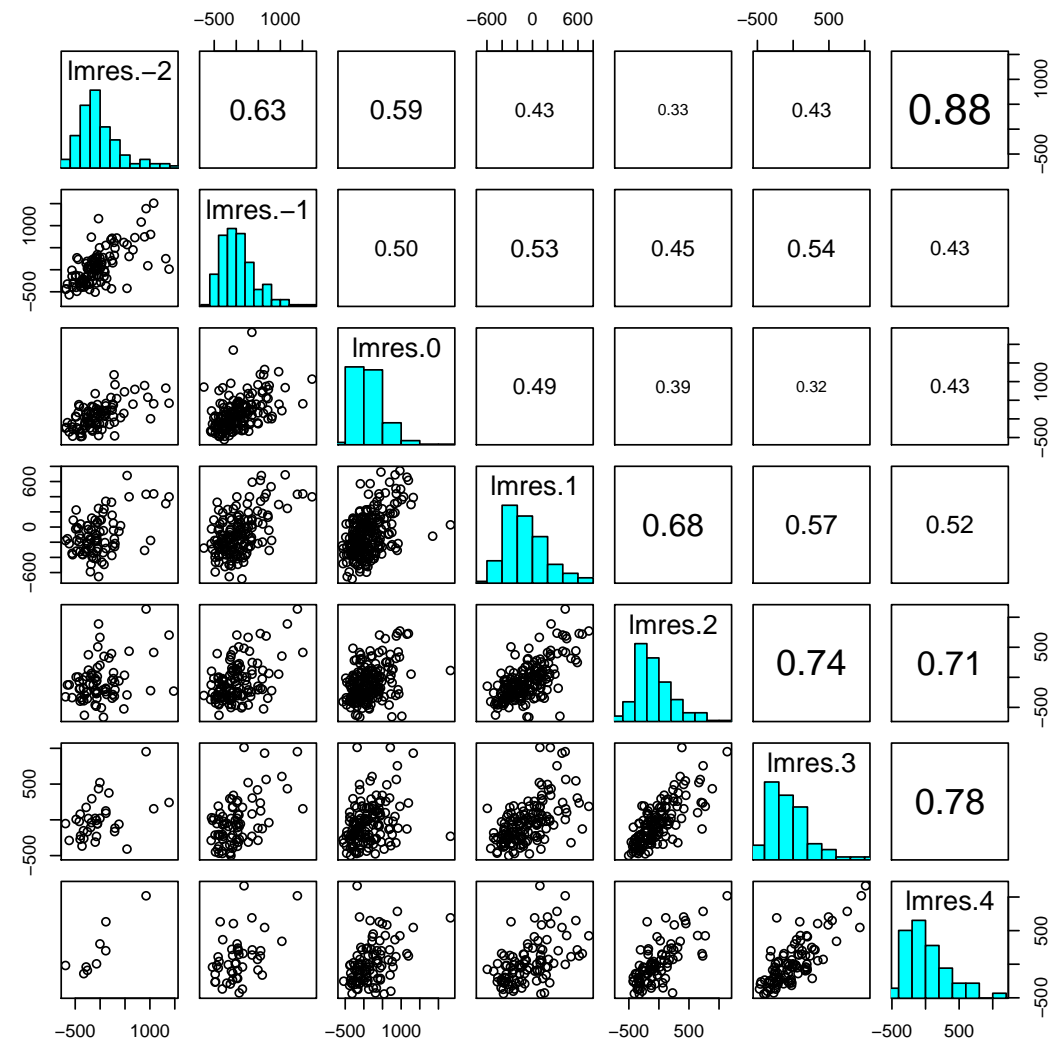 −500 1000 −600 0 600 −500 500
lmres.−2 0.63 0.59 0.43 0.33 0.43 0.88 −500 1000
−500 1000 lmres.−1 0.50 0.53 0.45 0.54 0.43
lmres.0 0.49 0.39 0.32 0.43 −500 1000
−600 0 600 lmres.1 0.68 0.57 0.52
lmres.2 0.74 0.71 −500 500
−500 500 lmres.3 0.78
lmres.4 −500 500
−500 1000 −500 1000 −500 500 −500 500